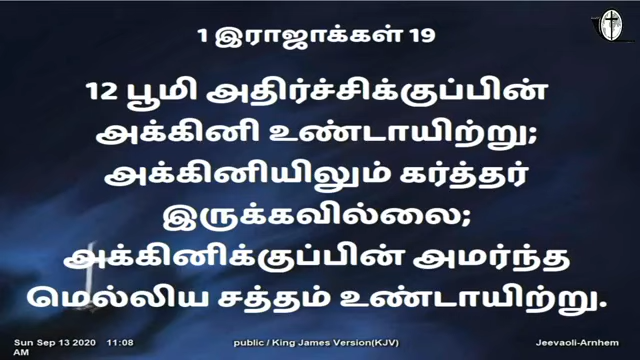 1 இராஜாக்கள் 19
12 பூமி அதிர்ச்சிக்குப்பின்
அக்கினி உண்டாயிற்று;
அக்கினியிலும் கர்த்தர்
இருக்கவில்லை;
அக்கினிக்குப்பின் அமர்ந்த
மெல்லிய சத்தம் உண்டாயிற்று.
Sun Sep 13 2020 11:08
AM
public / King James Version(KJV)
Jeevaoli-Arnhem